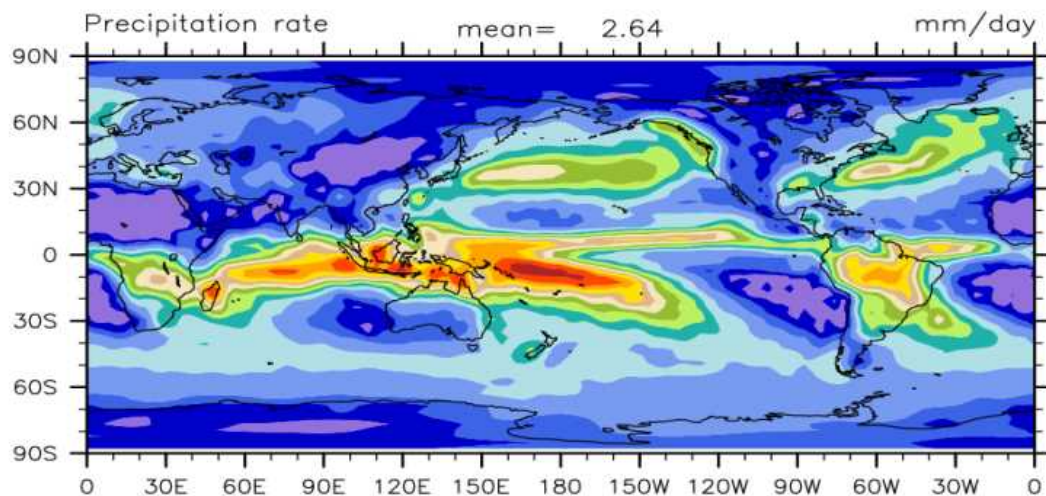 Precipitation rate mean= 2.64 mm/day
90N
60N
30N
0
30S
60S
90S
0 30E 60E 90E 120E 150E 180 150W 120W 90W 60W 30W 0